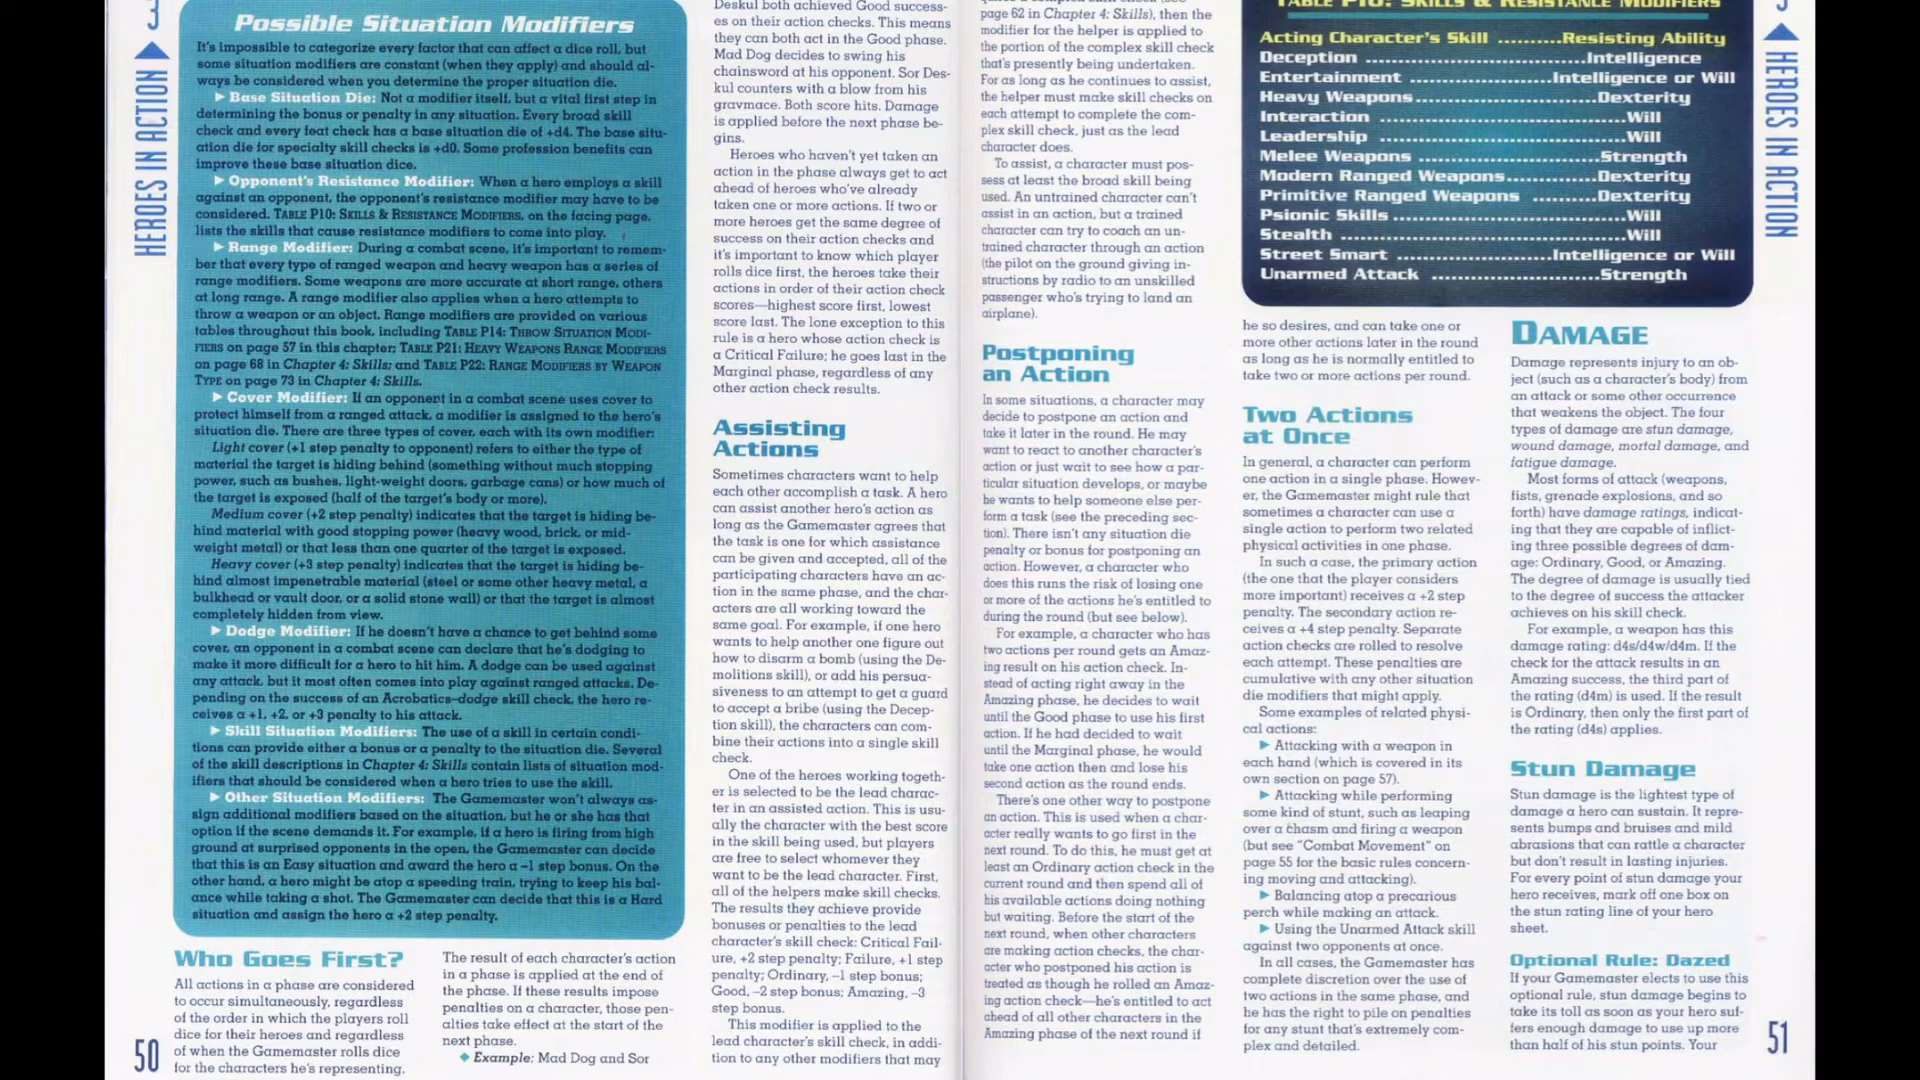 3
HEROES IN ACTION
Possible Situation Modifiers
It's impossible to categorize every factor that can affect a dice roll, but
some situation modifiers are constant (when they apply) and should al-
ways be considered when you determine the proper situation die.
► Base Situation Die: Not a modifier itself, but a vital first step in
determining the bonus or penalty in any situation. Every broad skill
check and every feat check has a base situation die of +d4. The base situ-
ation die for specialty skill checks is +d0. Some profession benefits can
improve these base situation dice.
► Opponent's Resistance Modifier: When a hero employs a skill
against an opponent, the opponent's resistance modifier may have to be
considered. TABLE P10: SKILLS & RESISTANCE MODIFIERS, on the facing page,
lists the skills that cause resistance modifiers to come into play.
► Range Modifier: During a combat scene, it's important to remem-
ber that every type of ranged weapon and heavy weapon has a series of
range modifiers. Some weapons are more accurate at short range, others
at long range. A range modifier also applies when a hero attempts to
throw a weapon or an object. Range modifiers are provided on various
tables throughout this book, including TABLE P14: THROW SITUATION MODI-
FIERS on page 57 in this chapter; TABLE P21: HEAVY WEAPONS RANGE MODIFIERS
on page 68 in Chapter 4: Skills; and TABLE P22: RANGE MODIFIERS BY WEAPON
TYPE on page 73 in Chapter 4: Skills.
► Cover Modifier: If an opponent in a combat scene uses cover to
protect himself from a ranged attack, a modifier is assigned to the hero's
situation die. There are three types of cover, each with its own modifier:
Light cover (+1 step penalty to opponent) refers to either the type of
material the target is hiding behind (something without much stopping
power, such as bushes, light-weight doors, garbage cans) or how much of
the target is exposed (half of the target's body or more).
Medium cover (+2 step penalty) indicates that the target is hiding be-
hind material with good stopping power (heavy wood, brick, or mid-
weight metal) or that less than one quarter of the target is exposed.
Heavy cover (+3 step penalty) indicates that the target is hiding be-
hind almost impenetrable material (steel or some other heavy metal, a
bulkhead or vault door, or a solid stone wall) or that the target is almost
completely hidden from view.
► Dodge Modifier: If he doesn't have a chance to get behind some
cover, an opponent in a combat scene can declare that he's dodging to
make it more difficult for a hero to hit him. A dodge can be used against
any attack, but it most often comes into play against ranged attacks. De-
pending on the success of an Acrobatics–dodge skill check, the hero re-
ceives a +1, +2, or +3 penalty to his attack.
► Skill Situation Modifiers: The use of a skill in certain condi-
tions can provide either a bonus or a penalty to the situation die. Several
of the skill descriptions in Chapter 4: Skills contain lists of situation mod-
ifiers that should be considered when a hero tries to use the skill.
► Other Situation Modifiers: The Gamemaster won't always as-
sign additional modifiers based on the situation, but he or she has that
option if the scene demands it. For example, if a hero is firing from high
ground at surprised opponents in the open, the Gamemaster can decide
that this is an Easy situation and award the hero a –1 step bonus. On the
other hand, a hero might be atop a speeding train, trying to keep his bal-
ance while taking a shot. The Gamemaster can decide that this is a Hard
situation and assign the hero a +2 step penalty.
Who Goes First?
All actions in a phase are considered
to occur simultaneously, regardless
of the order in which the players roll
dice for their heroes and regardless
of when the Gamemaster rolls dice
for the characters he's representing.
The result of each character's action
in a phase is applied at the end of
the phase. If these results impose
penalties on a character, those pen-
alties take effect at the start of the
next phase.
◆ Example: Mad Dog and Sor
50
Deskul both achieved Good success-
es on their action checks. This means
they can both act in the Good phase.
Mad Dog decides to swing his
chainsword at his opponent. Sor Des-
kul counters with a blow from his
gravmace. Both score hits. Damage
is applied before the next phase be-
gins.
Heroes who haven't yet taken an
action in the phase always get to act
ahead of heroes who've already
taken one or more actions. If two or
more heroes get the same degree of
success on their action checks and
it's important to know which player
rolls dice first, the heroes take their
actions in order of their action check
scores—highest score first, lowest
score last. The lone exception to this
rule is a hero whose action check is
a Critical Failure; he goes last in the
Marginal phase, regardless of any
other action check results.
Assisting
Actions
Sometimes characters want to help
each other accomplish a task. A hero
can assist another hero's action as
long as the Gamemaster agrees that
the task is one for which assistance
can be given and accepted, all of the
participating characters have an ac-
tion in the same phase, and the char-
acters are all working toward the
same goal. For example, if one hero
wants to help another one figure out
how to disarm a bomb (using the De-
molitions skill), or add his persua-
siveness to an attempt to get a guard
to accept a bribe (using the Decep-
tion skill), the characters can com-
bine their actions into a single skill
check.
One of the heroes working togeth-
er is selected to be the lead charac-
ter in an assisted action. This is usu-
ally the character with the best score
in the skill being used, but players
are free to select whomever they
want to be the lead character. First,
all of the helpers make skill checks.
The results they achieve provide
bonuses or penalties to the lead
character's skill check: Critical Fail-
ure, +2 step penalty; Failure, +1 step
penalty; Ordinary, –1 step bonus;
Good, –2 step bonus; Amazing, –3
step bonus.
This modifier is applied to the
lead character's skill check, in addi-
tion to any other modifiers that may
page 62 in Chapter 4: Skills), then the
modifier for the helper is applied to
the portion of the complex skill check
that's presently being undertaken.
For as long as he continues to assist,
the helper must make skill checks on
each attempt to complete the com-
plex skill check, just as the lead
character does.
To assist, a character must pos-
sess at least the broad skill being
used. An untrained character can't
assist in an action, but a trained
character can try to coach an un-
trained character through an action
(the pilot on the ground giving in-
structions by radio to an unskilled
passenger who's trying to land an
airplane).
Postponing
an Action
In some situations, a character may
decide to postpone an action and
take it later in the round. He may
want to react to another character's
action or just wait to see how a par-
ticular situation develops, or maybe
he wants to help someone else per-
form a task (see the preceding sec-
tion). There isn't any situation die
penalty or bonus for postponing an
action. However, a character who
does this runs the risk of losing one
or more of the actions he's entitled to
during the round (but see below).
For example, a character who has
two actions per round gets an Amaz-
ing result on his action check. In-
stead of acting right away in the
Amazing phase, he decides to wait
until the Good phase to use his first
action. If he had decided to wait
until the Marginal phase, he would
take one action then and lose his
second action as the round ends.
There's one other way to postpone
an action. This is used when a char-
acter really wants to go first in the
next round. To do this, he must get at
least an Ordinary action check in the
current round and then spend all of
his available actions doing nothing
but waiting. Before the start of the
next round, when other characters
are making action checks, the char-
acter who postponed his action is
treated as though he rolled an Amaz-
ing action check—he's entitled to act
ahead of all other characters in the
Amazing phase of the next round if
TABLE P10: SKILLS & RESISTANCE MODIFIERS
Acting Character's Skill ..........Resisting Ability
Deception ....................................Intelligence
Entertainment .......................Intelligence or Will
Heavy Weapons..............................Dexterity
Interaction .......................................Will
Leadership .......................................Will
Melee Weapons ..............................Strength
Modern Ranged Weapons...............Dexterity
Primitive Ranged Weapons ..........Dexterity
Psionic Skills .....................................Will
Stealth ..............................................Will
Street Smart .........................Intelligence or Will
Unarmed Attack ...........................Strength
he so desires, and can take one or
more other actions later in the round
as long as he is normally entitled to
take two or more actions per round.
Two Actions
at Once
In general, a character can perform
one action in a single phase. Howev-
er, the Gamemaster might rule that
sometimes a character can use a
single action to perform two related
physical activities in one phase.
In such a case, the primary action
(the one that the player considers
more important) receives a +2 step
penalty. The secondary action re-
ceives a +4 step penalty. Separate
action checks are rolled to resolve
each attempt. These penalties are
cumulative with any other situation
die modifiers that might apply.
Some examples of related physi-
cal actions:
► Attacking with a weapon in
each hand (which is covered in its
own section on page 57).
► Attacking while performing
some kind of stunt, such as leaping
over a chasm and firing a weapon
(but see "Combat Movement" on
page 55 for the basic rules concern-
ing moving and attacking).
► Balancing atop a precarious
perch while making an attack.
► Using the Unarmed Attack skill
against two opponents at once.
In all cases, the Gamemaster has
complete discretion over the use of
two actions in the same phase, and
he has the right to pile on penalties
for any stunt that's extremely com-
plex and detailed.
DAMAGE
Damage represents injury to an ob-
ject (such as a character's body) from
an attack or some other occurrence
that weakens the object. The four
types of damage are stun damage,
wound damage, mortal damage, and
fatigue damage.
Most forms of attack (weapons,
fists, grenade explosions, and so
forth) have damage ratings, indicat-
ing that they are capable of inflict-
ing three possible degrees of dam-
age: Ordinary, Good, or Amazing.
The degree of damage is usually tied
to the degree of success the attacker
achieves on his skill check.
For example, a weapon has this
damage rating: d4s/d4w/d4m. If the
check for the attack results in an
Amazing success, the third part of
the rating (d4m) is used. If the result
is Ordinary, then only the first part of
the rating (d4s) applies.
Stun Damage
Stun damage is the lightest type of
damage a hero can sustain. It repre-
sents bumps and bruises and mild
abrasions that can rattle a character
but don't result in lasting injuries.
For every point of stun damage your
hero receives, mark off one box on
the stun rating line of your hero
sheet.
Optional Rule: Dazed
If your Gamemaster elects to use this
optional rule, stun damage begins to
take its toll as soon as your hero suf-
fers enough damage to use up more
than half of his stun points. Your
HEROES IN ACTION
51